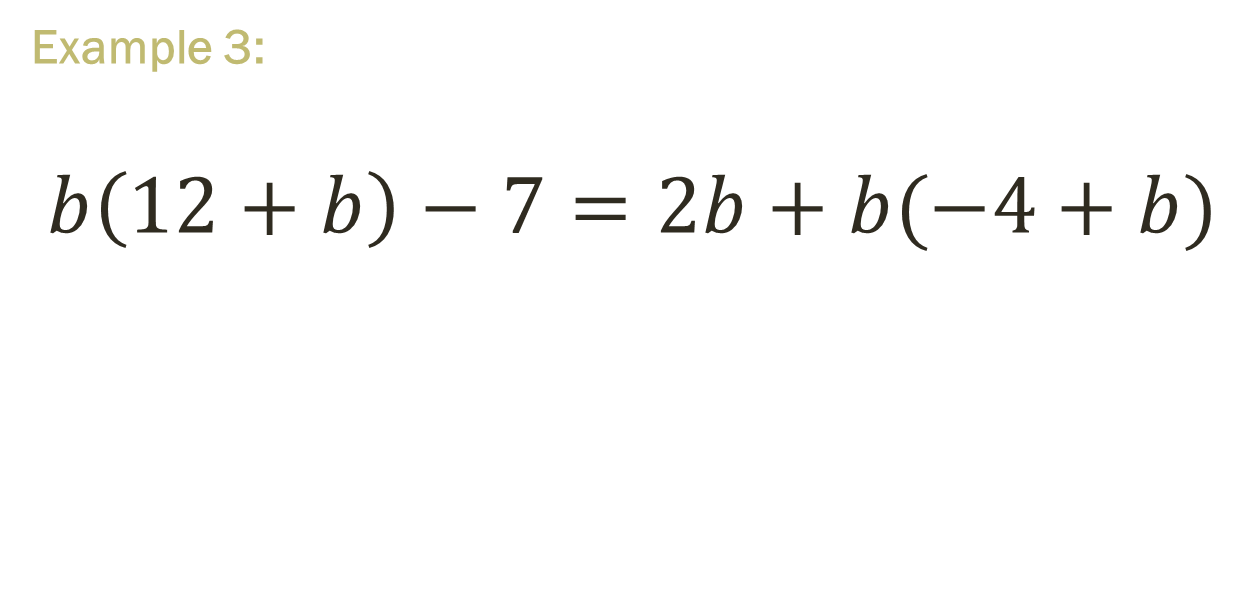 Example 3:
b(12 + b) − 7 = 2b + b(−4 + b)